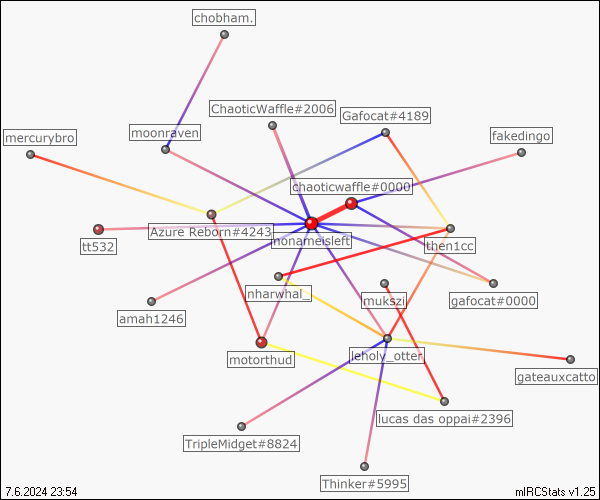 chobham.
ChaoticWaffle#2006
Gafocat#4189
moonraven
fakedingo
mercurybro
chaoticwaffle#0000
Azure Reborn#4243
nonameisleft
then1cc
tt532
nharwhal_
mukszi
gafocat#0000
amah1246
motorthud
leholy_otter
gateauxcatto
lucas das oppai#2396
TripleMidget#8824
Thinker#5995
7.6.2024 23:54
mIRCStats v1.25